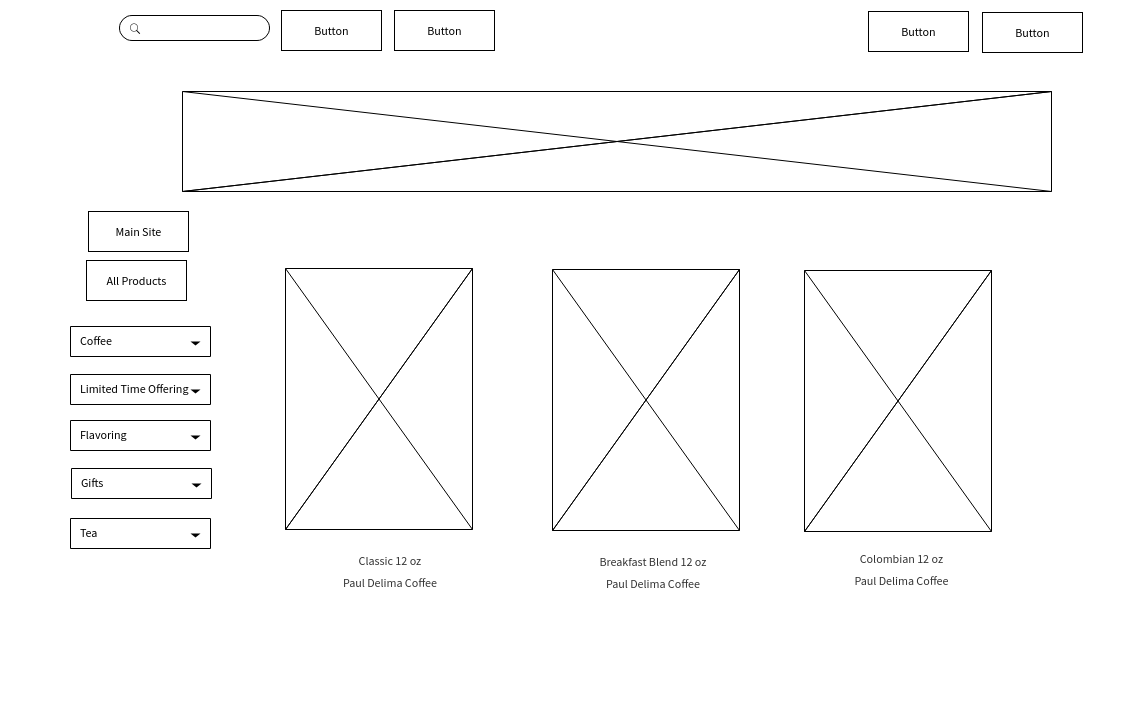 Button
Button
Button
Button
Main Site
All Products
Coffee
Limited Time Offering
Flavoring
Gifts
Tea
Classic 12 oz
Paul Delima Coffee
Breakfast Blend 12 oz
Paul Delima Coffee
Colombian 12 oz
Paul Delima Coffee